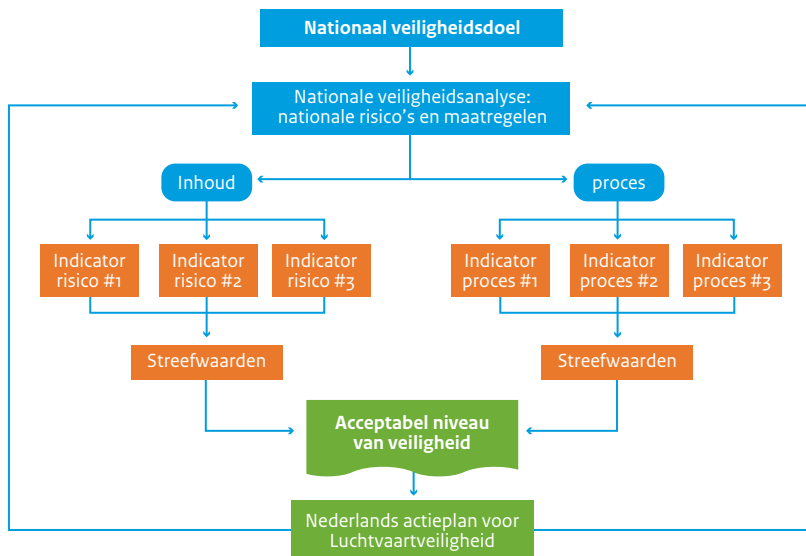 Nationaal veiligheidsdoel
Nationale veiligheidsanalyse:
nationale risico's en maatregelen
Inhoud
proces
Indicator
risico #1
Indicator
risico #2
Indicator
risico #3
Indicator
proces #1
Indicator
proces #2
Indicator
proces #3
Streefwaarden
Streefwaarden
Acceptabel niveau
van veiligheid
Nederlands actieplan voor
Luchtvaartveiligheid